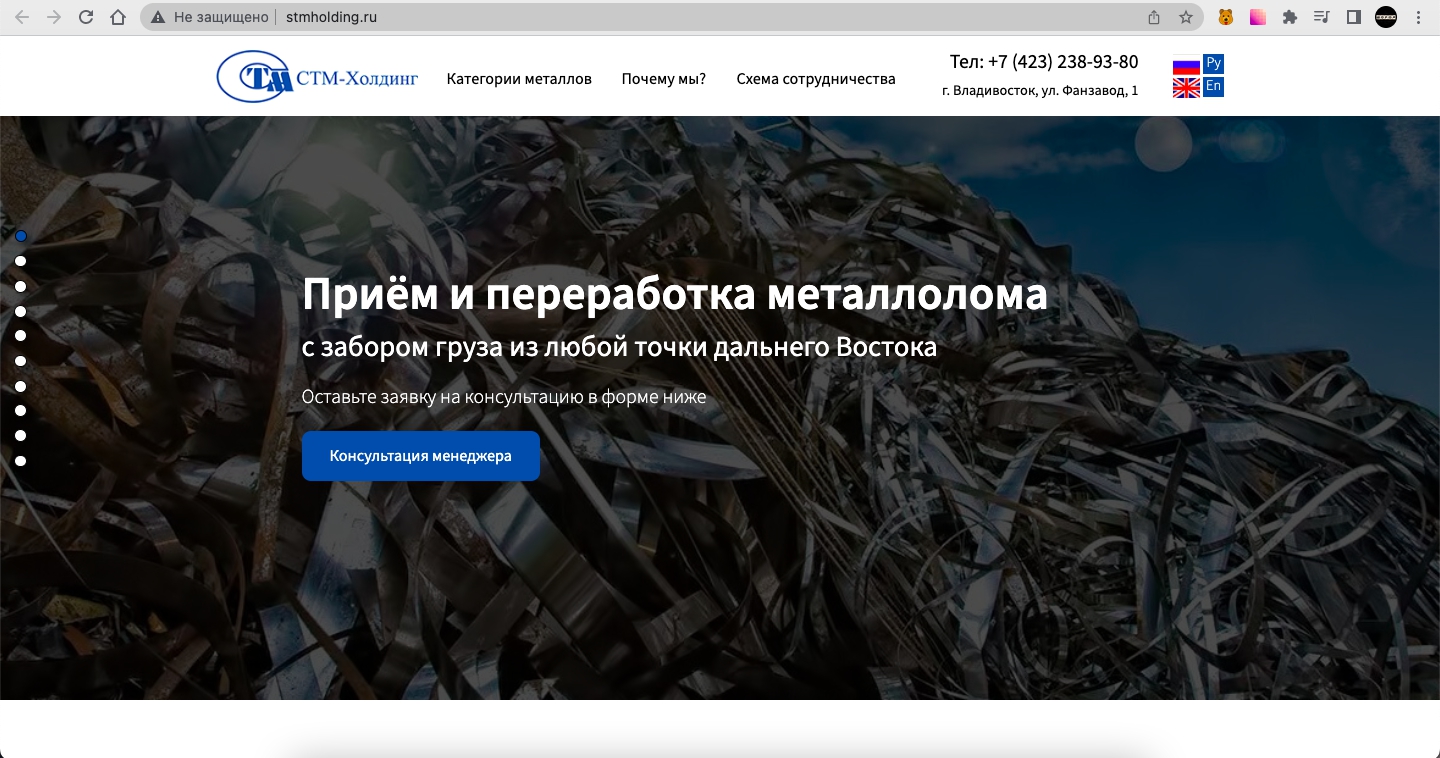 Не защищено stmholding.ru
ТМ СТМ-Холдинг
Категории металлов Почему мы? Схема сотрудничества
Тел: +7 (423) 238-93-80
г. Владивосток, ул. Фанзавод, 1
Ру
En
Приём и переработка металлолома
с забором груза из любой точки дальнего Востока
Оставьте заявку на консультацию в форме ниже
Консультация менеджера